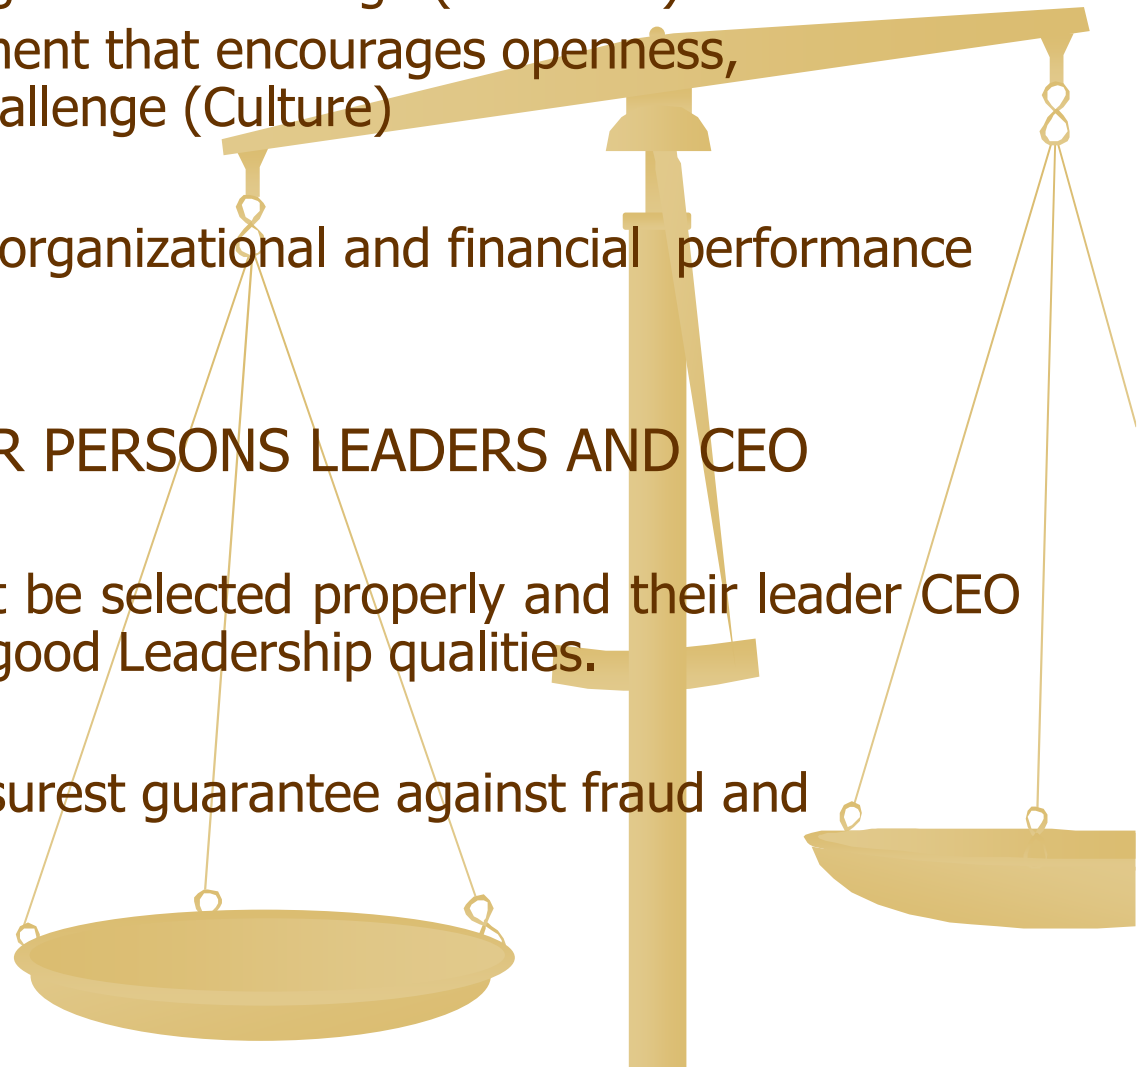 ment that encourages openness,
allenge (Culture)
organizational and financial performance
R PERSONS LEADERS AND CEO
t be selected properly and their leader CEO
good Leadership qualities.
surest guarantee against fraud and